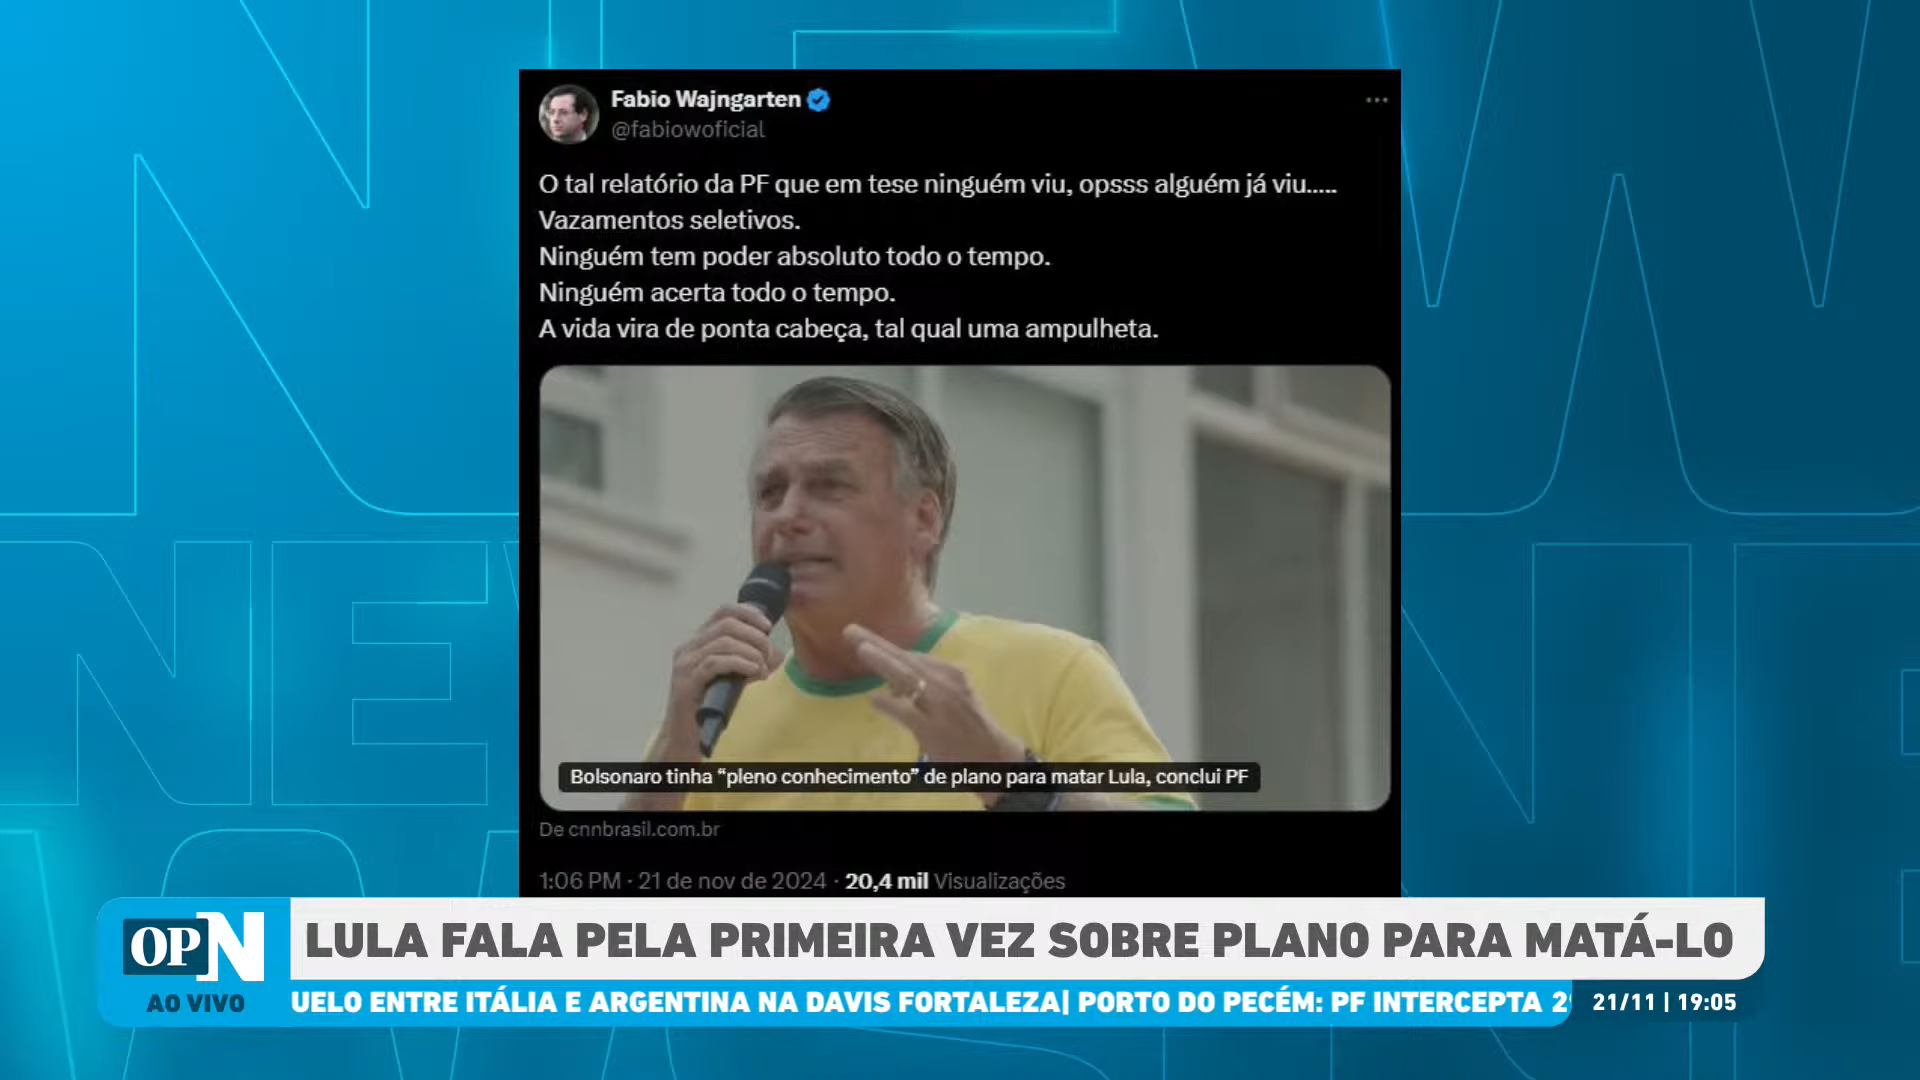 Fabio Wajngarten
@fabiowoficial
O tal relatório da PF que em tese ninguém viu, opsss alguém já viu.....
Vazamentos seletivos.
Ninguém tem poder absoluto todo o tempo.
Ninguém acerta todo o tempo.
A vida vira de ponta cabeça, tal qual uma ampulheta.
Bolsonaro tinha “pleno conhecimento” de plano para matar Lula, conclui PF
De cnnbrasil.com.br
1:06 PM · 21 de nov de 2024 · 20,4 mil Visualizações
OPN
LULA FALA PELA PRIMEIRA VEZ SOBRE PLANO PARA MATÁ-LO
AO VIVO
UELO ENTRE ITÁLIA E ARGENTINA NA DAVIS FORTALEZA| PORTO DO PECÉM: PF INTERCEPTA 2
21/11 | 19:05